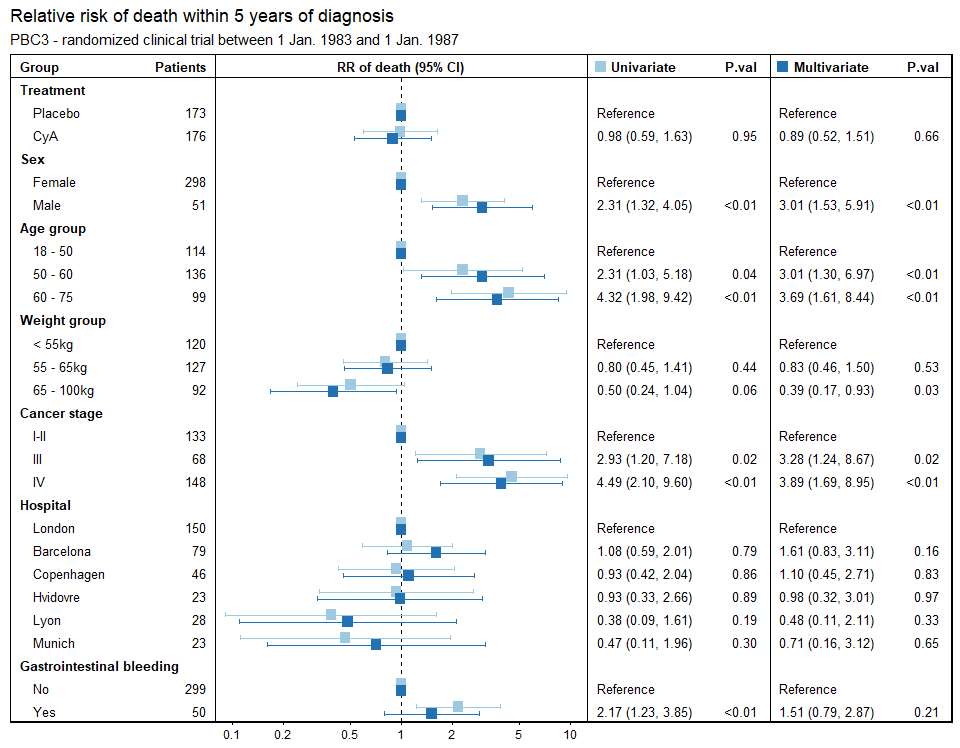 Relative risk of death within 5 years of diagnosis
PBC3 - randomized clinical trial between 1 Jan. 1983 and 1 Jan. 1987
Group Patients RR of death (95% CI) Univariate P.val Multivariate P.val
Treatment
Placebo 173 Reference Reference
CyA 176 0.98 (0.59, 1.63) 0.95 0.89 (0.52, 1.51) 0.66
Sex
Female 298 Reference Reference
Male 51 2.31 (1.32, 4.05) <0.01 3.01 (1.53, 5.91) <0.01
Age group
18 - 50 114 Reference Reference
50 - 60 136 2.31 (1.03, 5.18) 0.04 3.01 (1.30, 6.97) <0.01
60 - 75 99 4.32 (1.98, 9.42) <0.01 3.69 (1.61, 8.44) <0.01
Weight group
< 55kg 120 Reference Reference
55 - 65kg 127 0.80 (0.45, 1.41) 0.44 0.83 (0.46, 1.50) 0.53
65 - 100kg 92 0.50 (0.24, 1.04) 0.06 0.39 (0.17, 0.93) 0.03
Cancer stage
I-II 133 Reference Reference
III 68 2.93 (1.20, 7.18) 0.02 3.28 (1.24, 8.67) 0.02
IV 148 4.49 (2.10, 9.60) <0.01 3.89 (1.69, 8.95) <0.01
Hospital
London 150 Reference Reference
Barcelona 79 1.08 (0.59, 2.01) 0.79 1.61 (0.83, 3.11) 0.16
Copenhagen 46 0.93 (0.42, 2.04) 0.86 1.10 (0.45, 2.71) 0.83
Hvidovre 23 0.93 (0.33, 2.66) 0.89 0.98 (0.32, 3.01) 0.97
Lyon 28 0.38 (0.09, 1.61) 0.19 0.48 (0.11, 2.11) 0.33
Munich 23 0.47 (0.11, 1.96) 0.30 0.71 (0.16, 3.12) 0.65
Gastrointestinal bleeding
No 299 Reference Reference
Yes 50 2.17 (1.23, 3.85) <0.01 1.51 (0.79, 2.87) 0.21
0.1 0.2 0.5 1 2 5 10